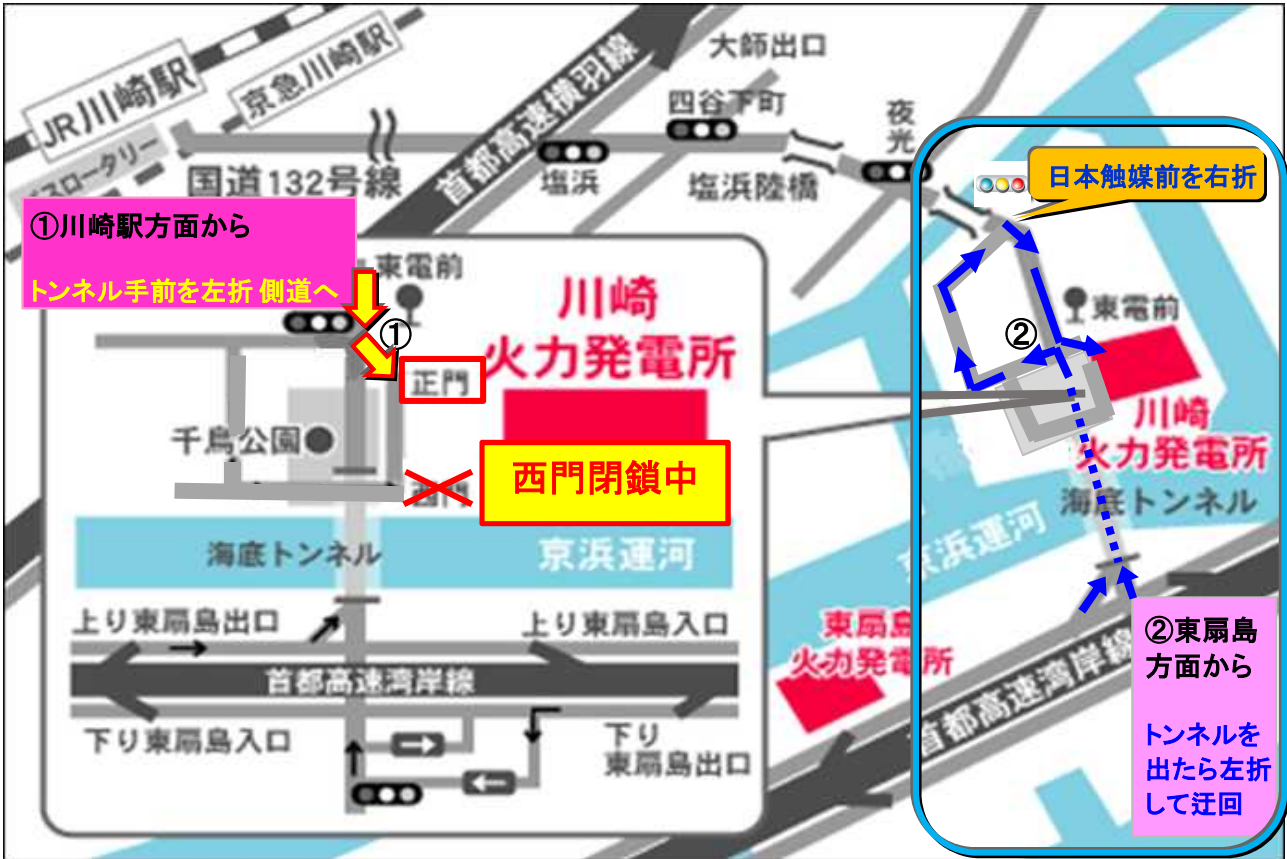 JR川崎駅
京急川崎駅
スロータリー
国道132号線
首都高速横羽線
大師出口
四谷下町
塩浜
塩浜陸橋
夜光
日本触媒前を右折
①川崎駅方面から
トンネル手前を左折 側道へ
東電前
①
川崎
火力発電所
正門
千鳥公園
西門
西門閉鎖中
海底トンネル
京浜運河
上り東扇島出口
上り東扇島入口
首都高速湾岸線
下り東扇島入口
下り
東扇島出口
②
東電前
川崎
火力発電所
海底トンネル
京浜運河
東扇島
火力発電所
首都高速湾岸線
②東扇島
方面から
トンネルを
出たら左折
して迂回